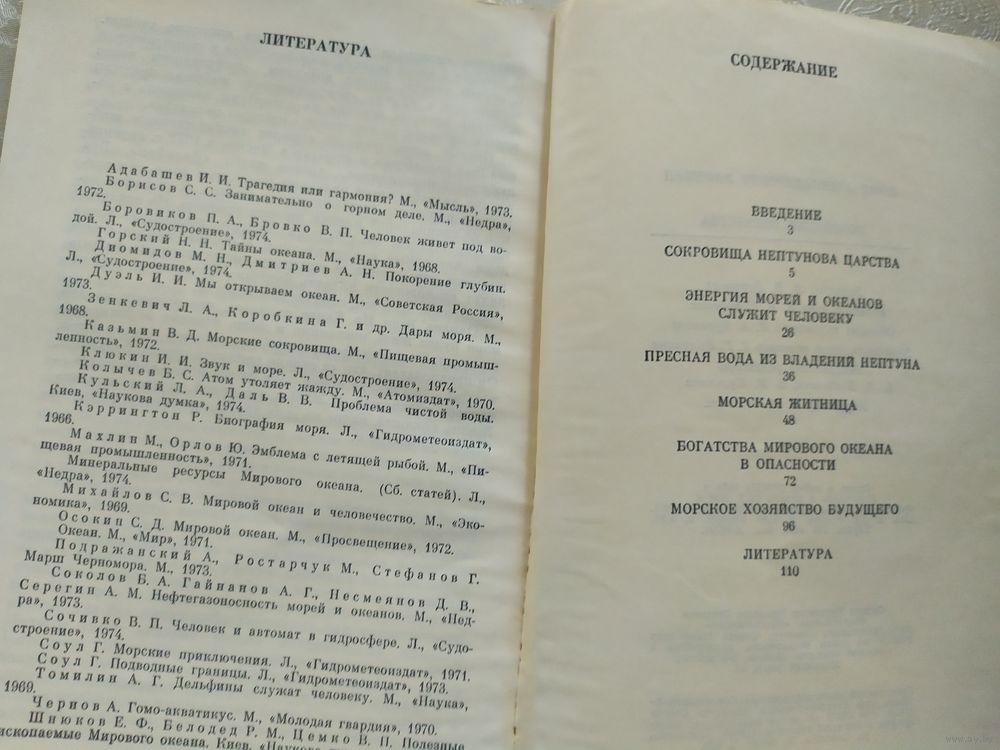 ЛИТЕРАТУРА
Адабашев И. И. Трагедия или гармония? М., «Мысль», 1973.
Борисов С. С. Занимательно о горном деле. М., «Недра»,
1972.
Боровиков П. А., Бровко В. П. Человек живет под во-
дой. Л., «Судостроение», 1974.
Горский Н. Н. Тайны океана. М., «Наука», 1968.
Диомидов М. Н., Дмитриев А. Н. Покорение глубин.
Л., «Судостроение», 1974.
Дуэль И. И. Мы открываем океан. М., «Советская Россия»,
1973.
Зенкевич Л. А., Коробкина Г. и др. Дары моря. М.,
1968.
Казьмин В. Д. Морские сокровища. М., «Пищевая промыш-
ленность», 1972.
Клюкин И. И. Звук и море. Л., «Судостроение», 1974.
Колычев Б. С. Атом утоляет жажду. М., «Атомиздат», 1970.
Кульский Л. А., Даль В. В. Проблема чистой воды.
Киев, «Наукова думка», 1974.
Кэррингтон Р. Биография моря. Л., «Гидрометеоиздат»,
1966.
Махлин М., Орлов Ю. Эмблема с летящей рыбой. М., «Пи-
щевая промышленность», 1971.
Минеральные ресурсы Мирового океана. (Сб. статей). Л.,
«Недра», 1974.
Михайлов С. В. Мировой океан и человечество. М., «Эко-
номика», 1969.
Осокин С. Д. Мировой океан. М., «Просвещение», 1972.
Океан. М., «Мир», 1971.
Подражанский А., Ростарчук М., Стефанов Г.
Марш Черномора. М., 1973.
Соколов Б. А. Гайнанов А. Г., Несмеянов Д. В.,
Серегин А. М. Нефтегазоносность морей и океанов. М., «Нед-
ра», 1973.
Сочивко В. П. Человек и автомат в гидросфере. Л., «Судо-
строение», 1974.
Соул Г. Морские приключения. Л., «Гидрометеоиздат», 1971.
Соул Г. Подводные границы. Л., «Гидрометеоиздат», 1973.
Томилин А. Г. Дельфины служат человеку. М., «Наука»,
1969.
Чернов А. Гомо-акватикус. М., «Молодая гвардия», 1970.
Шнюков Е. Ф., Белодед Р. М., Цемко В. П. Полезные
ископаемые Мирового океана. Киев, «Наукова
СОДЕРЖАНИЕ
ВВЕДЕНИЕ
3
СОКРОВИЩА НЕПТУНОВА ЦАРСТВА
5
ЭНЕРГИЯ МОРЕЙ И ОКЕАНОВ
СЛУЖИТ ЧЕЛОВЕКУ
26
ПРЕСНАЯ ВОДА ИЗ ВЛАДЕНИЙ НЕПТУНА
36
МОРСКАЯ ЖИТНИЦА
48
БОГАТСТВА МИРОВОГО ОКЕАНА
В ОПАСНОСТИ
72
МОРСКОЕ ХОЗЯЙСТВО БУДУЩЕГО
96
ЛИТЕРАТУРА
110